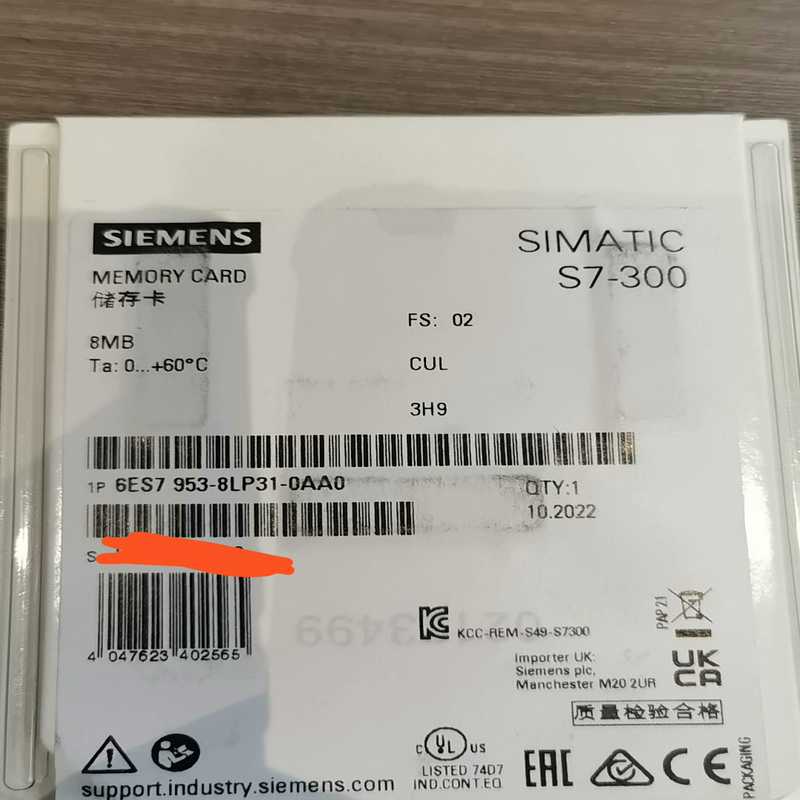 SIEMENS
SIMATIC
S7-300
MEMORY CARD
储存卡
FS: 02
8MB
Ta: 0...+60°C
CUL
3H9
1P 6ES7 953-8LP31-0AA0
QTY:1
10.2022
S
4 047623 402565
KCC-REM-S49-S7300
PAP 21
Importer UK:
Siemens plc,
Manchester M20 2UR
UK
CA
质量检验合格
C UL US
LISTED 74D7
IND.CONT.EQ
EAC
CE
PACKAGING
support.industry.siemens.com